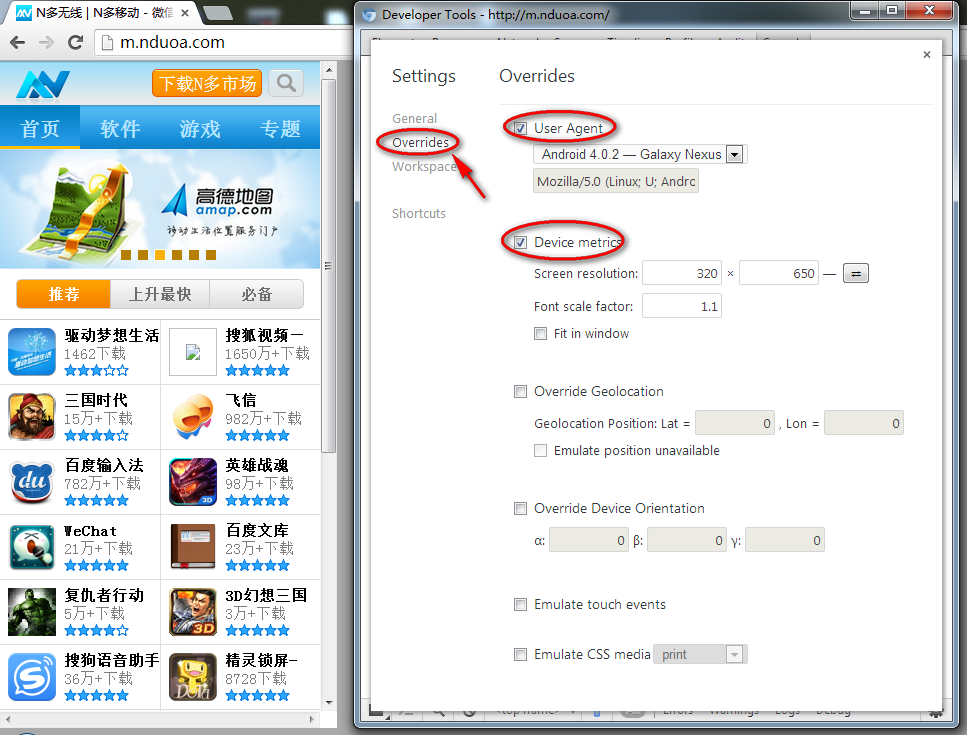 N多无线 | N多移动 - 微信
m.nduoa.com
下载N多市场
首页 软件 游戏 专题
高德地图
amap.com
移动生活位置服务门户
推荐 上升最快 必备
驱动梦想生活
1462下载
搜狐视频一
1650万+下载
三国时代
15万+下载
飞信
982万+下载
百度输入法
782万+下载
英雄战魂
98万+下载
3D
WeChat
21万+下载
百度文库
23万+下载
复仇者行动
5万+下载
3D幻想三国
3万+下载
3D
搜狗语音助手
36万+下载
精灵锁屏-
8728下载
Developer Tools - http://m.nduoa.com/
Settings
General
Overrides
Workspace
Shortcuts
Overrides
User Agent
Android 4.0.2 — Galaxy Nexus
Mozilla/5.0 (Linux; U; Andro
Device metrics
Screen resolution: 320 × 650 —
Font scale factor: 1.1
Fit in window
Override Geolocation
Geolocation Position: Lat = 0 , Lon = 0
Emulate position unavailable
Override Device Orientation
α: 0 β: 0 γ: 0
Emulate touch events
Emulate CSS media print
Errors Warnings Logs Debug